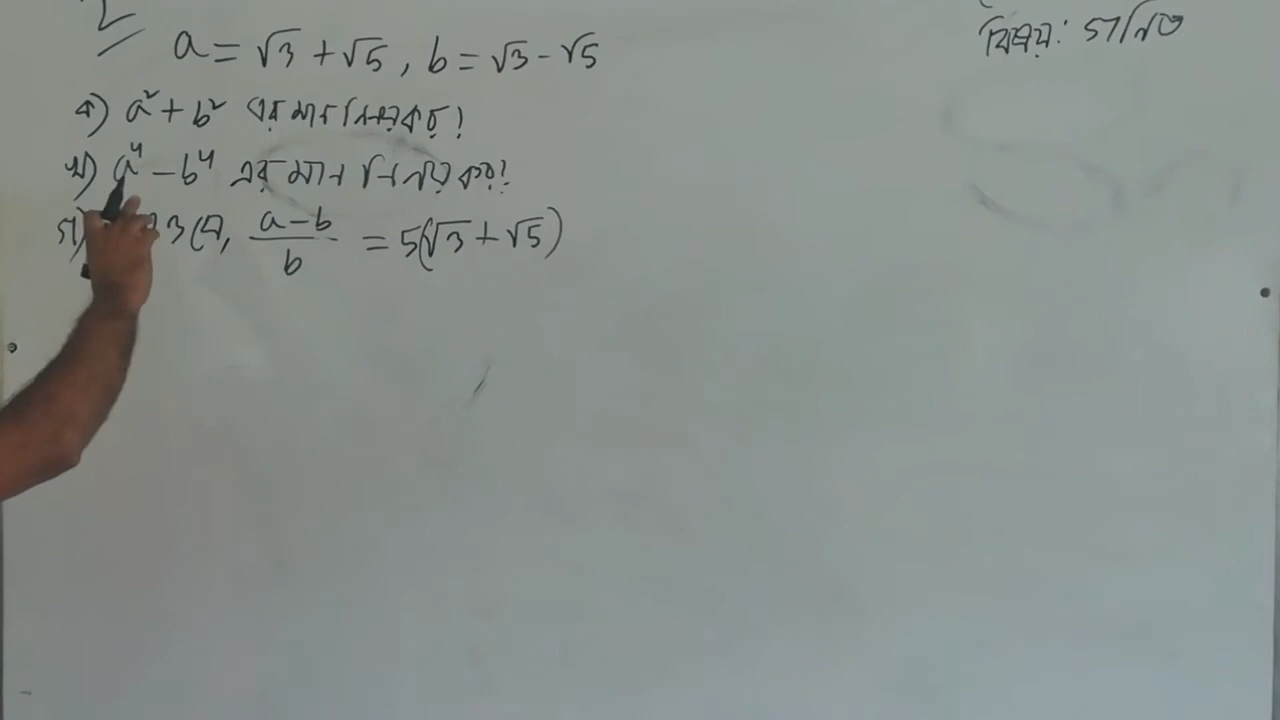 a = √3 + √5, b = √3 - √5
বিষয়: গণিত
ক) a² + b² এর মান নির্ণয় কর!
খ) a⁴ - b⁴ এর মান নির্ণয় কর!
গ) যে, (a-b)/b = 5(√3 + √5)